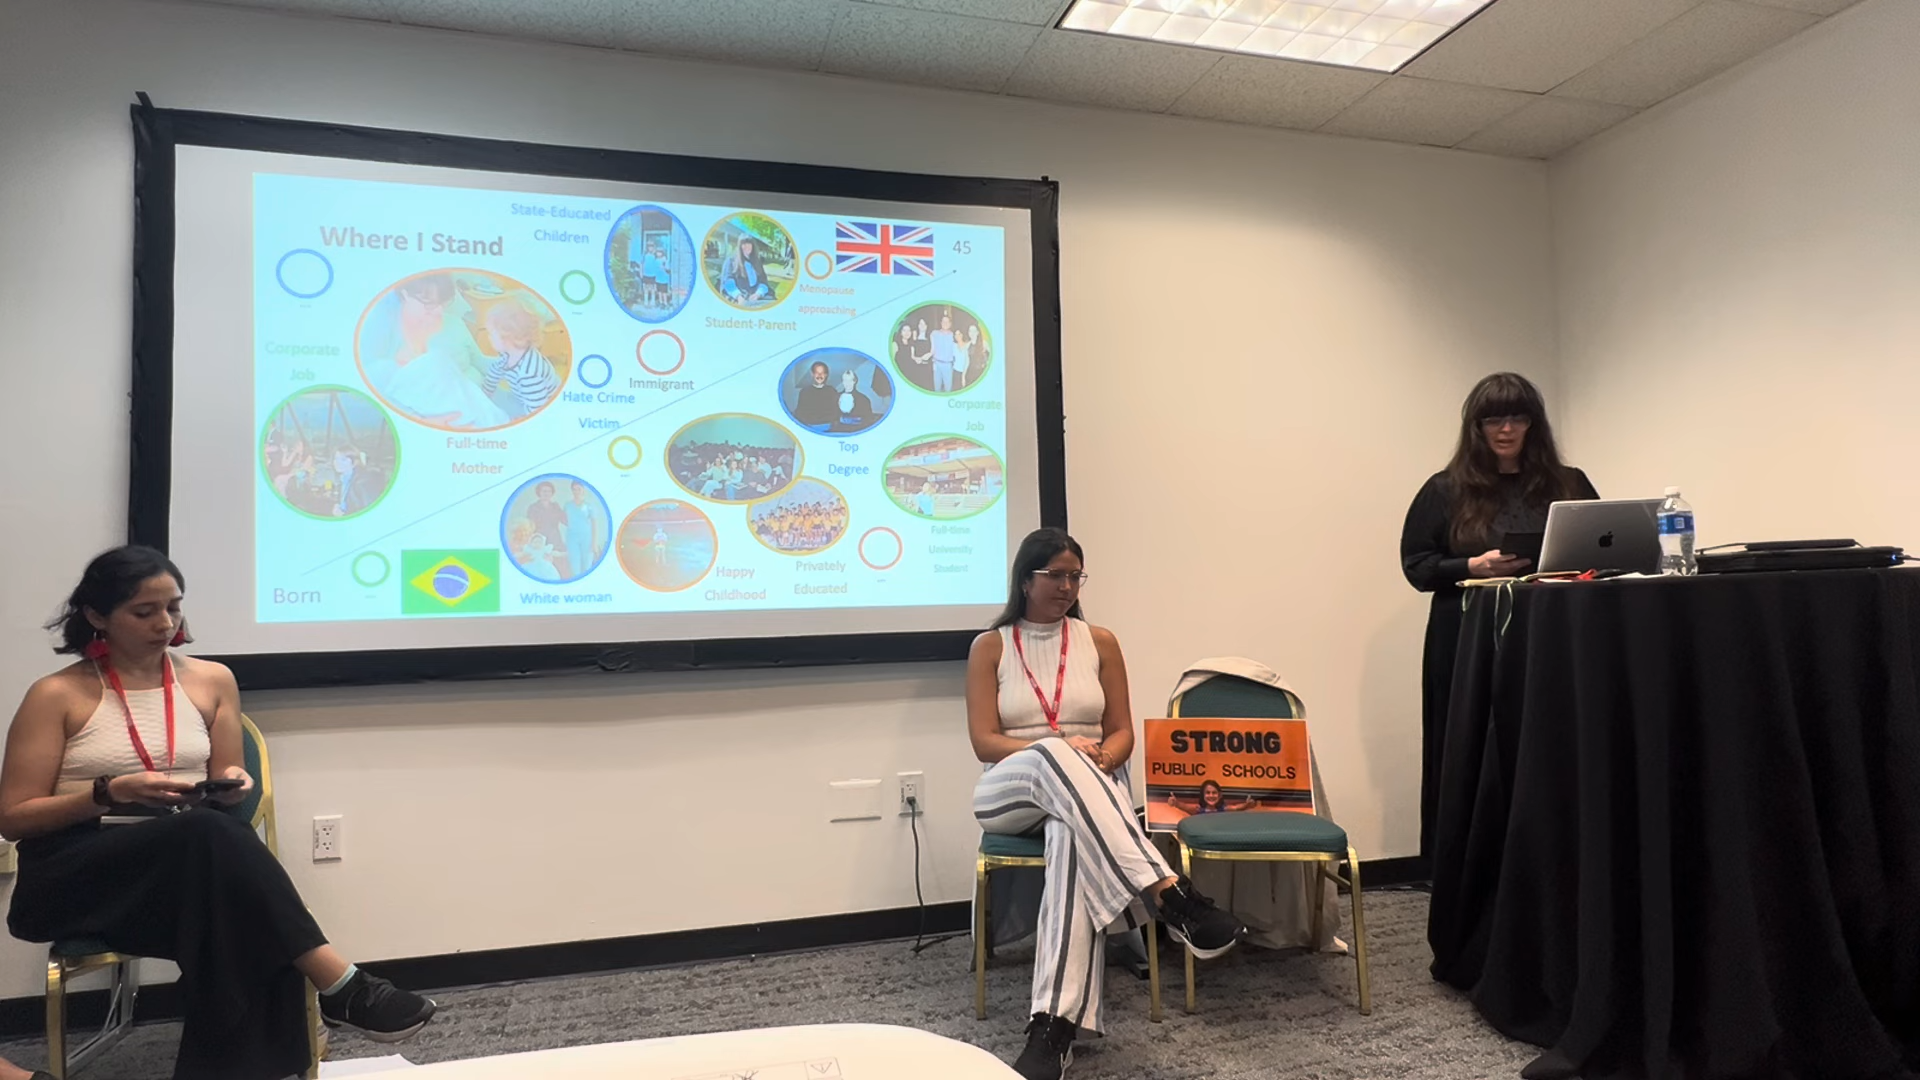 Where I Stand
State-Educated
Children
45
Menopause
approaching
Student-Parent
Corporate
Job
Immigrant
Hate Crime
Victim
Full-time
Mother
Corporate
Job
Top
Degree
Full-time
University
Student
Born
White woman
Happy
Childhood
Privately
Educated
STRONG
PUBLIC SCHOOLS